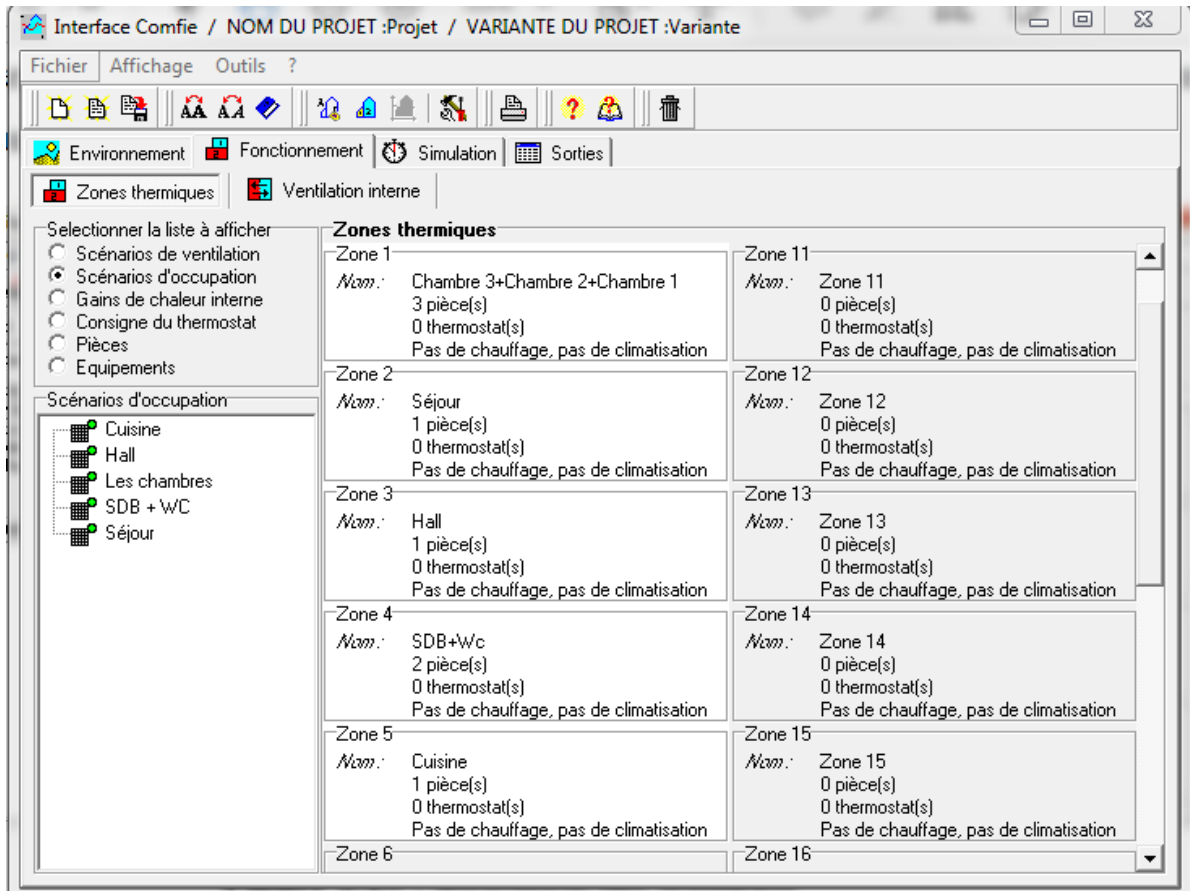 Interface Comfie / NOM DU PROJET :Projet / VARIANTE DU PROJET :Variante
Fichier Affichage Outils ?
Environnement Fonctionnement Simulation Sorties
Zones thermiques Ventilation interne
Selectionner la liste à afficher
Scénarios de ventilation
Scénarios d'occupation
Gains de chaleur interne
Consigne du thermostat
Pièces
Equipements
Scénarios d'occupation
Cuisine
Hall
Les chambres
SDB + WC
Séjour
Zones thermiques
Zone 1
Nom : Chambre 3+Chambre 2+Chambre 1
3 pièce(s)
0 thermostat(s)
Pas de chauffage, pas de climatisation
Zone 2
Nom : Séjour
1 pièce(s)
0 thermostat(s)
Pas de chauffage, pas de climatisation
Zone 3
Nom : Hall
1 pièce(s)
0 thermostat(s)
Pas de chauffage, pas de climatisation
Zone 4
Nom : SDB+Wc
2 pièce(s)
0 thermostat(s)
Pas de chauffage, pas de climatisation
Zone 5
Nom : Cuisine
1 pièce(s)
0 thermostat(s)
Pas de chauffage, pas de climatisation
Zone 6
Zone 11
Nom : Zone 11
0 pièce(s)
0 thermostat(s)
Pas de chauffage, pas de climatisation
Zone 12
Nom : Zone 12
0 pièce(s)
0 thermostat(s)
Pas de chauffage, pas de climatisation
Zone 13
Nom : Zone 13
0 pièce(s)
0 thermostat(s)
Pas de chauffage, pas de climatisation
Zone 14
Nom : Zone 14
0 pièce(s)
0 thermostat(s)
Pas de chauffage, pas de climatisation
Zone 15
Nom : Zone 15
0 pièce(s)
0 thermostat(s)
Pas de chauffage, pas de climatisation
Zone 16